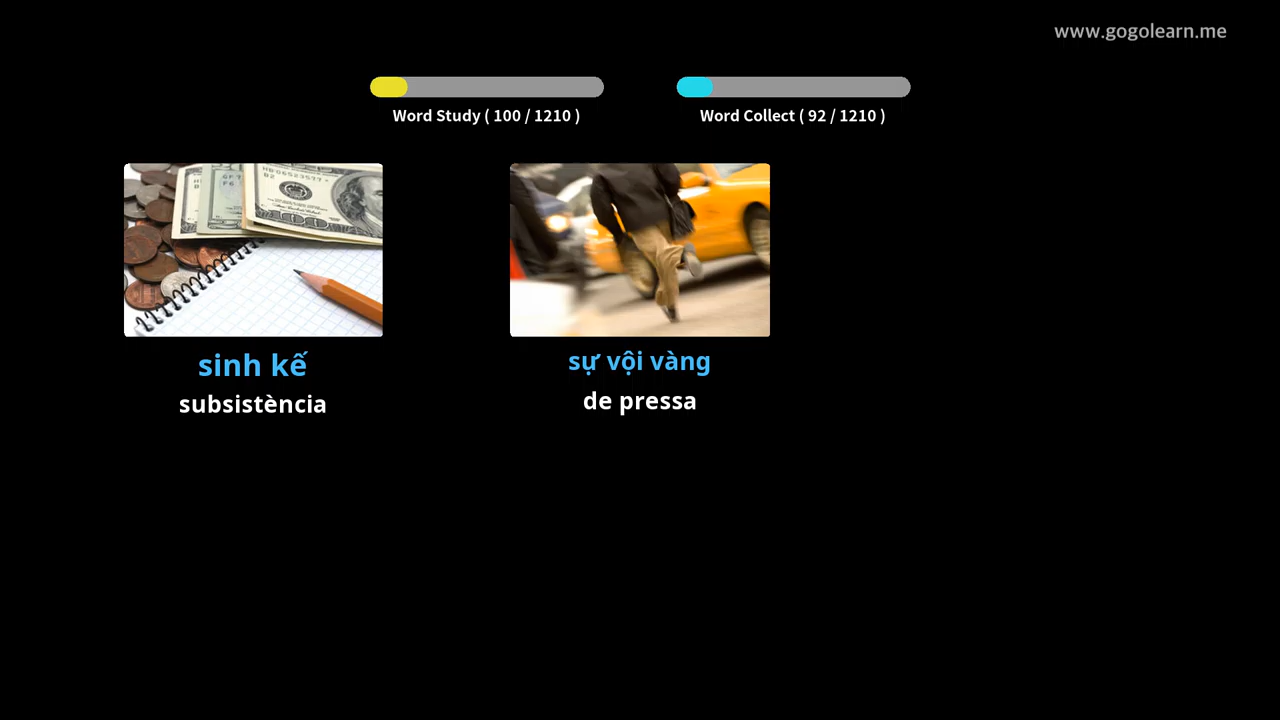 www.gogolearn.me
Word Study ( 100 / 1210 )
Word Collect ( 92 / 1210 )
sinh kế
subsistència
sự vội vàng
de pressa